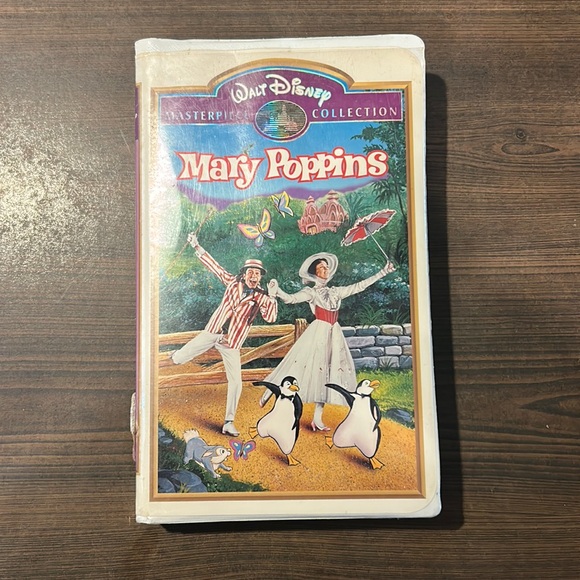 Walt Disney
MASTERPIECE COLLECTION
Mary Poppins